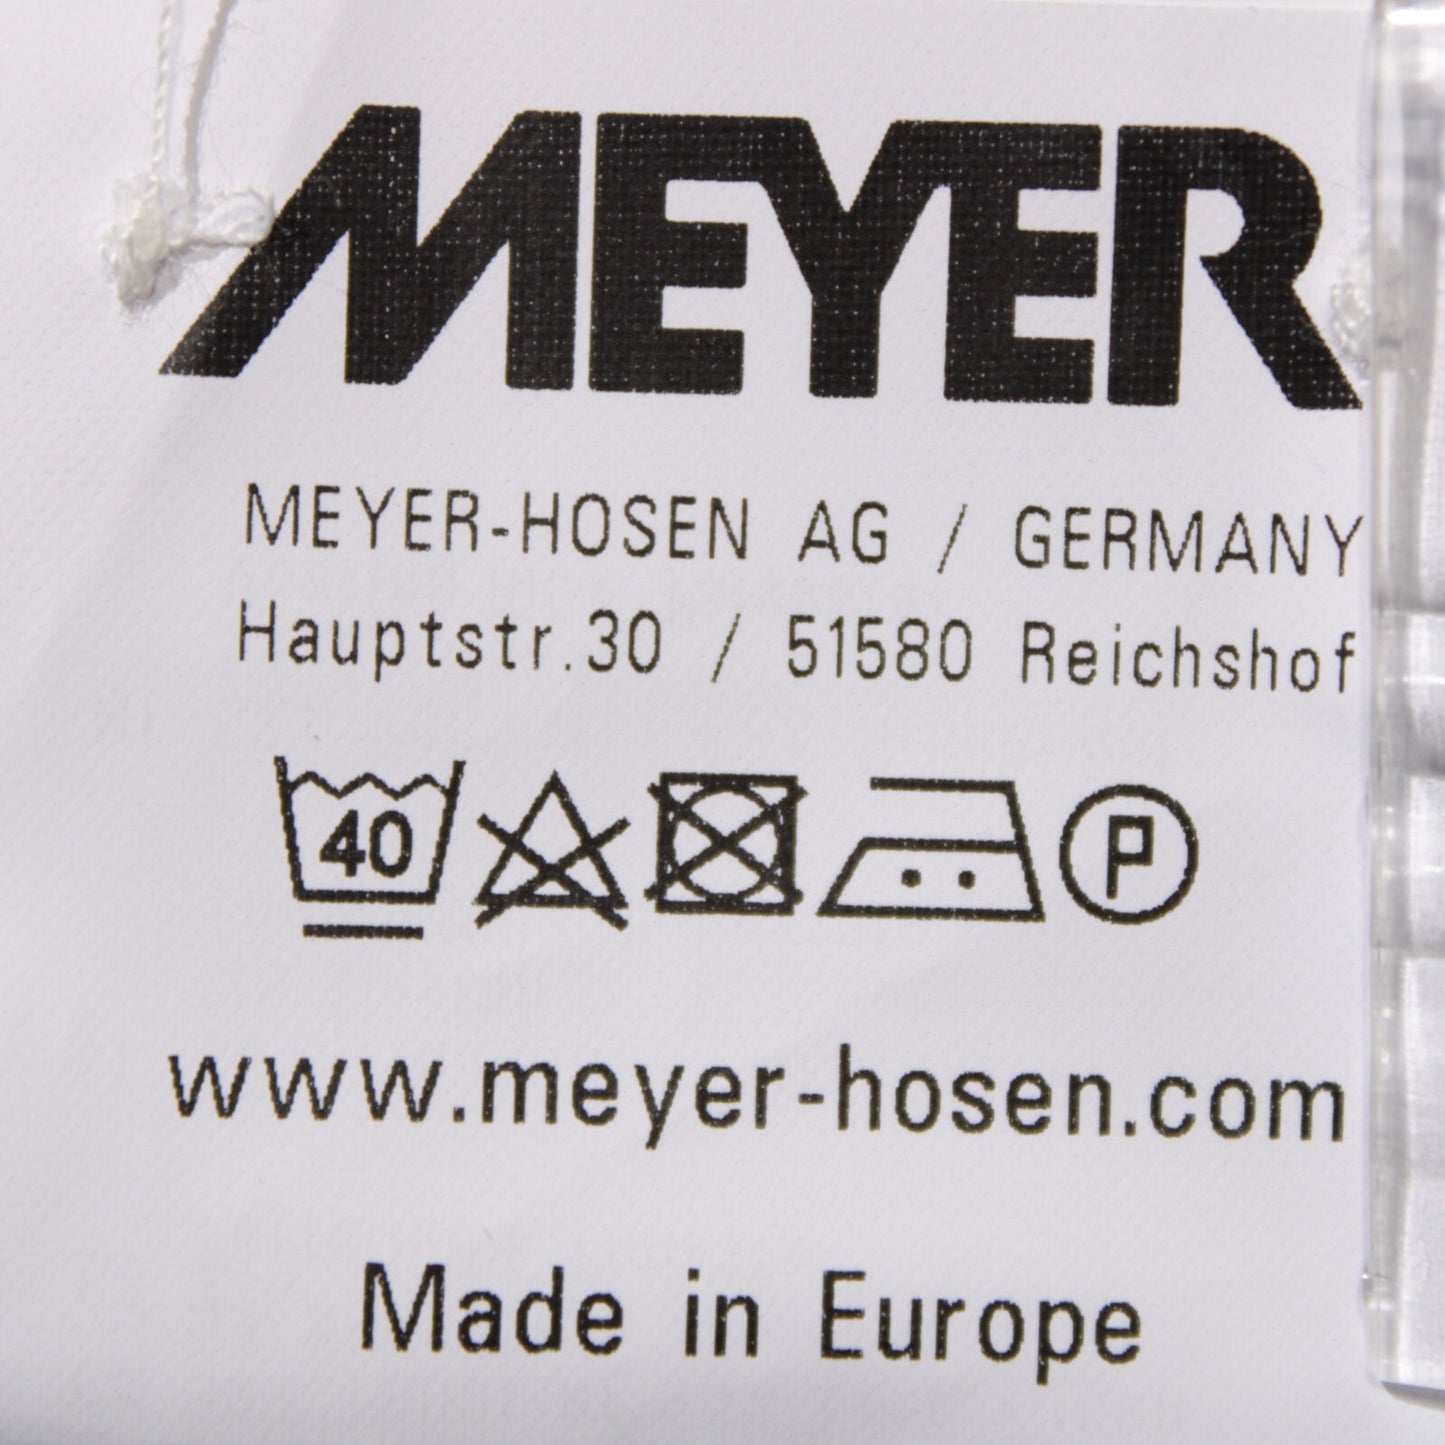 MEYER
MEYER-HOSEN AG / GERMANY
Hauptstr.30 / 51580 Reichshof
40 P
www.meyer-hosen.com
Made in Europe